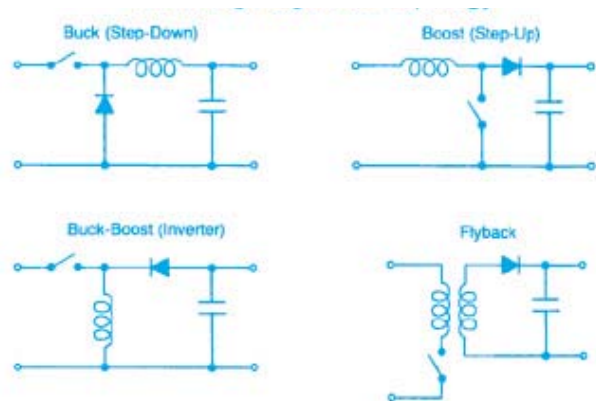 Buck (Step-Down)
Boost (Step-Up)
Buck-Boost (Inverter)
Flyback